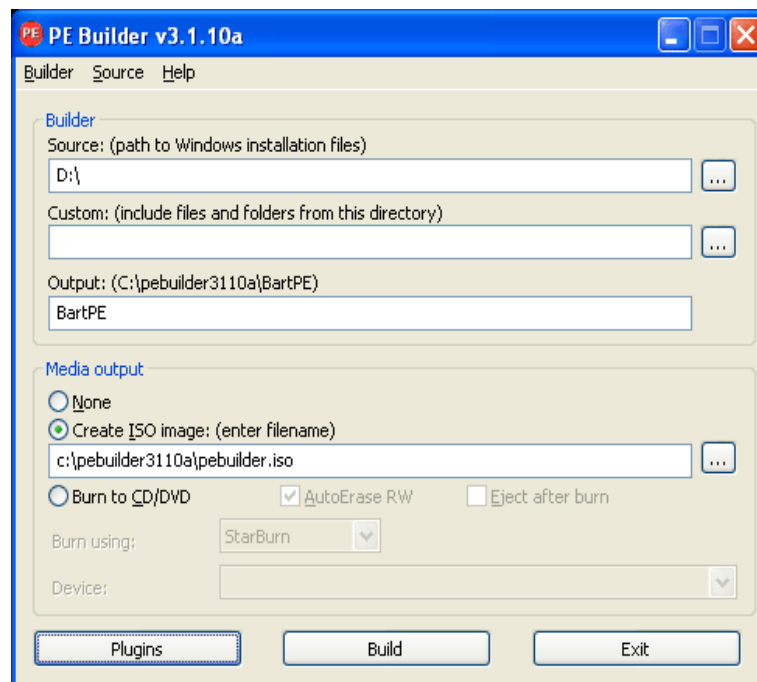 PE PE Builder v3.1.10a
Builder Source Help
Builder
Source: (path to Windows installation files)
D:\
...
Custom: (include files and folders from this directory)
...
Output: (C:\pebuilder3110a\BartPE)
BartPE
Media output
None
Create ISO image: (enter filename)
c:\pebuilder3110a\pebuilder.iso
...
Burn to CD/DVD AutoErase RW Eject after burn
Burn using: StarBurn
Device:
Plugins Build Exit